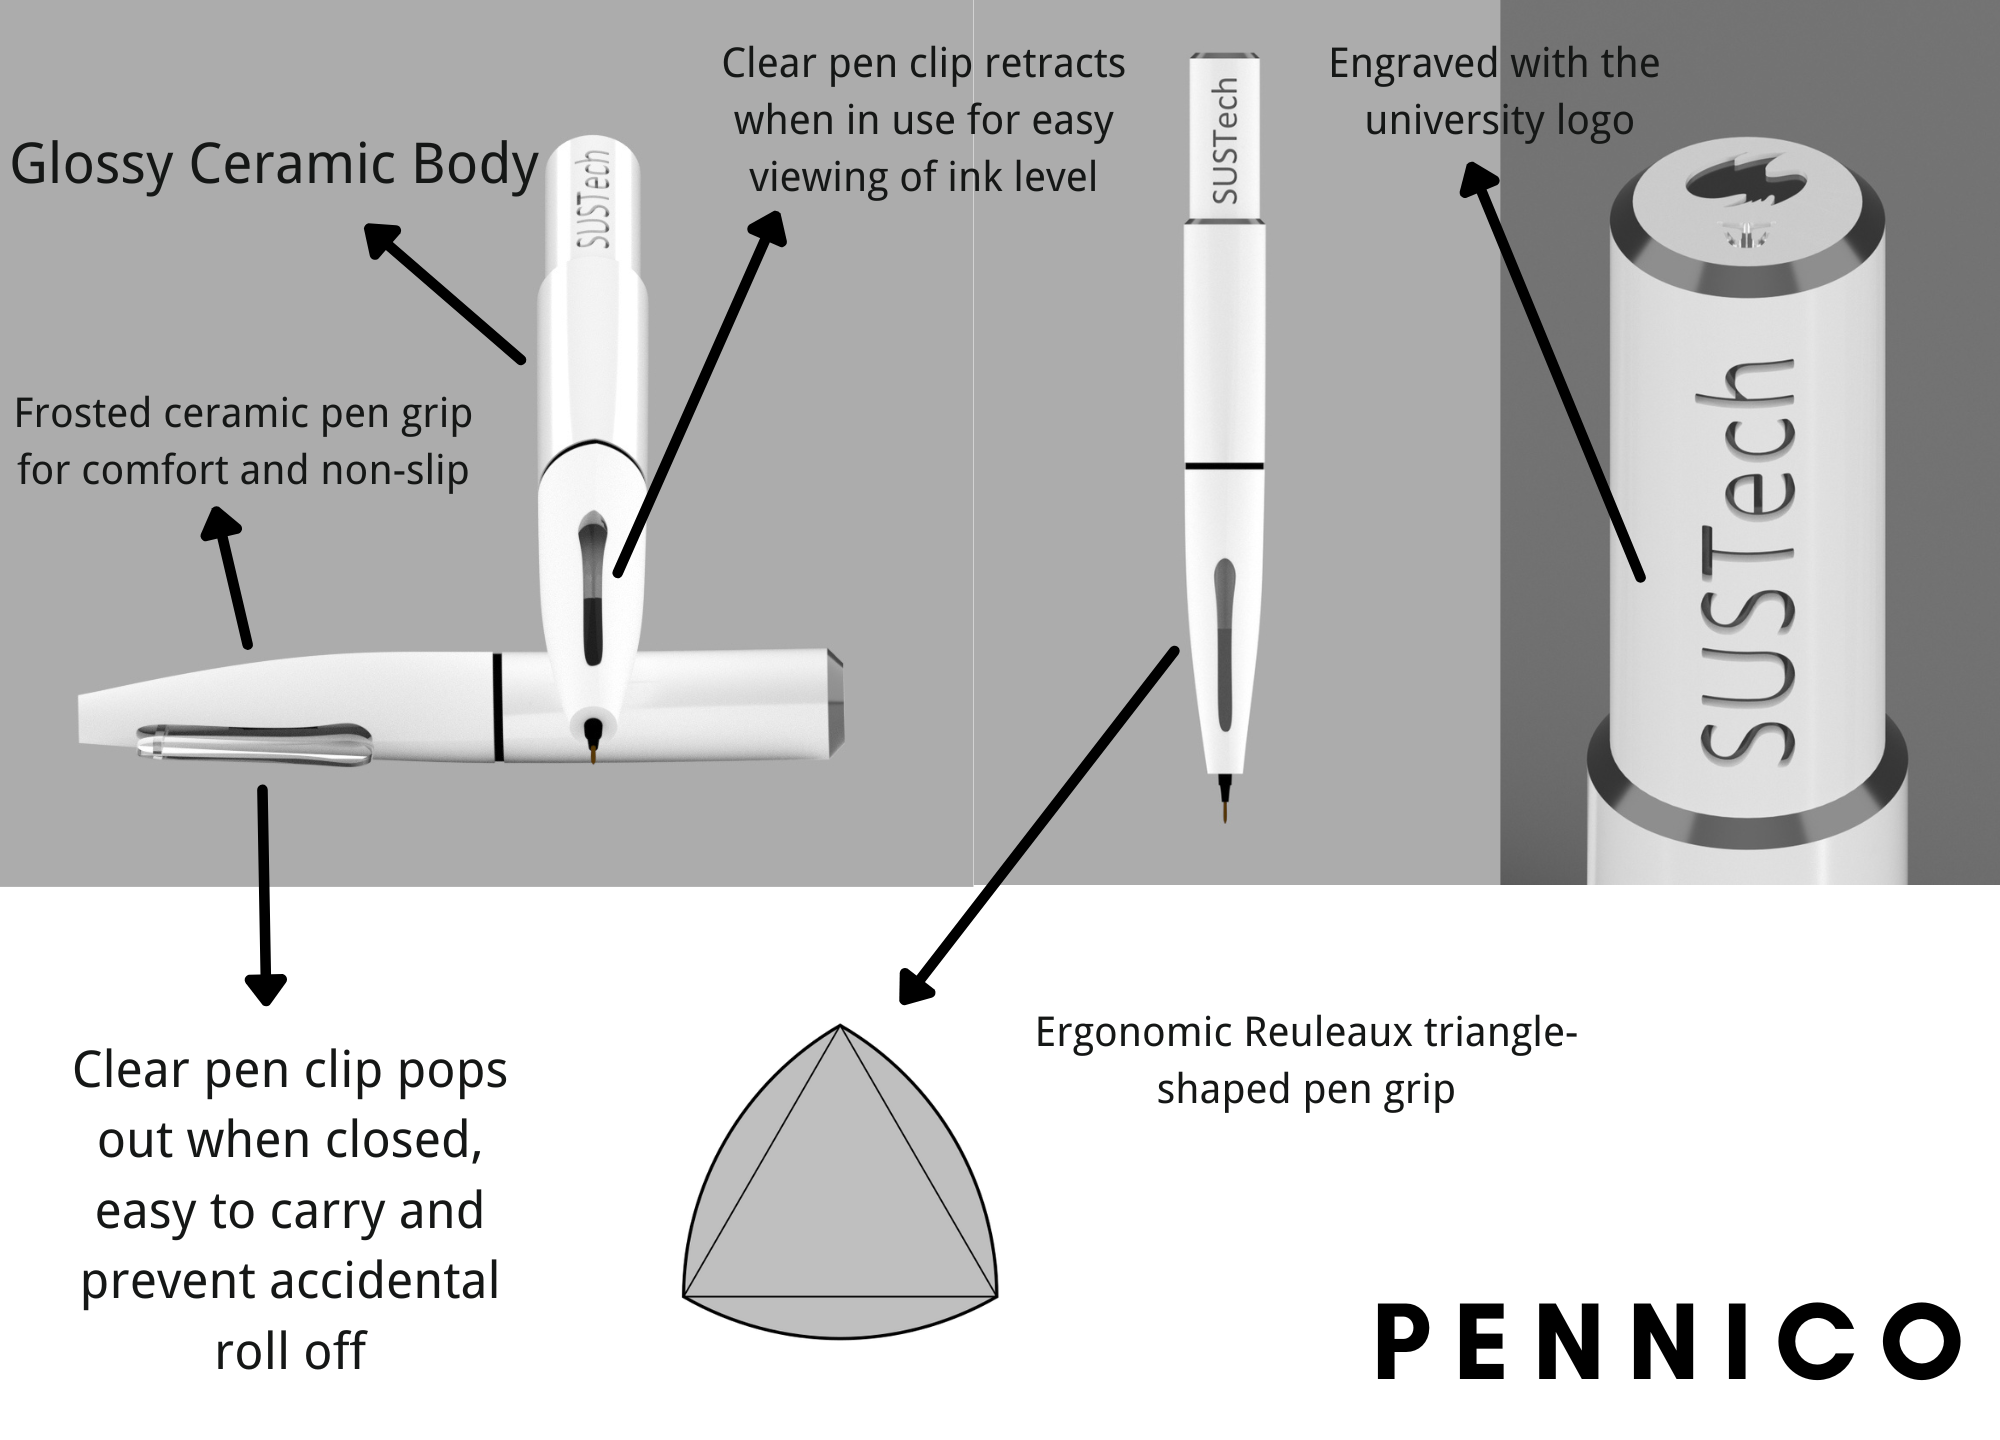 Glossy Ceramic Body
Clear pen clip retracts
when in use for easy
viewing of ink level
Engraved with the
university logo
SUSTech
SUSTech
SUSTech
Frosted ceramic pen grip
for comfort and non-slip
Clear pen clip pops
out when closed,
easy to carry and
prevent accidental
roll off
Ergonomic Reuleaux triangle-
shaped pen grip
PENNICO